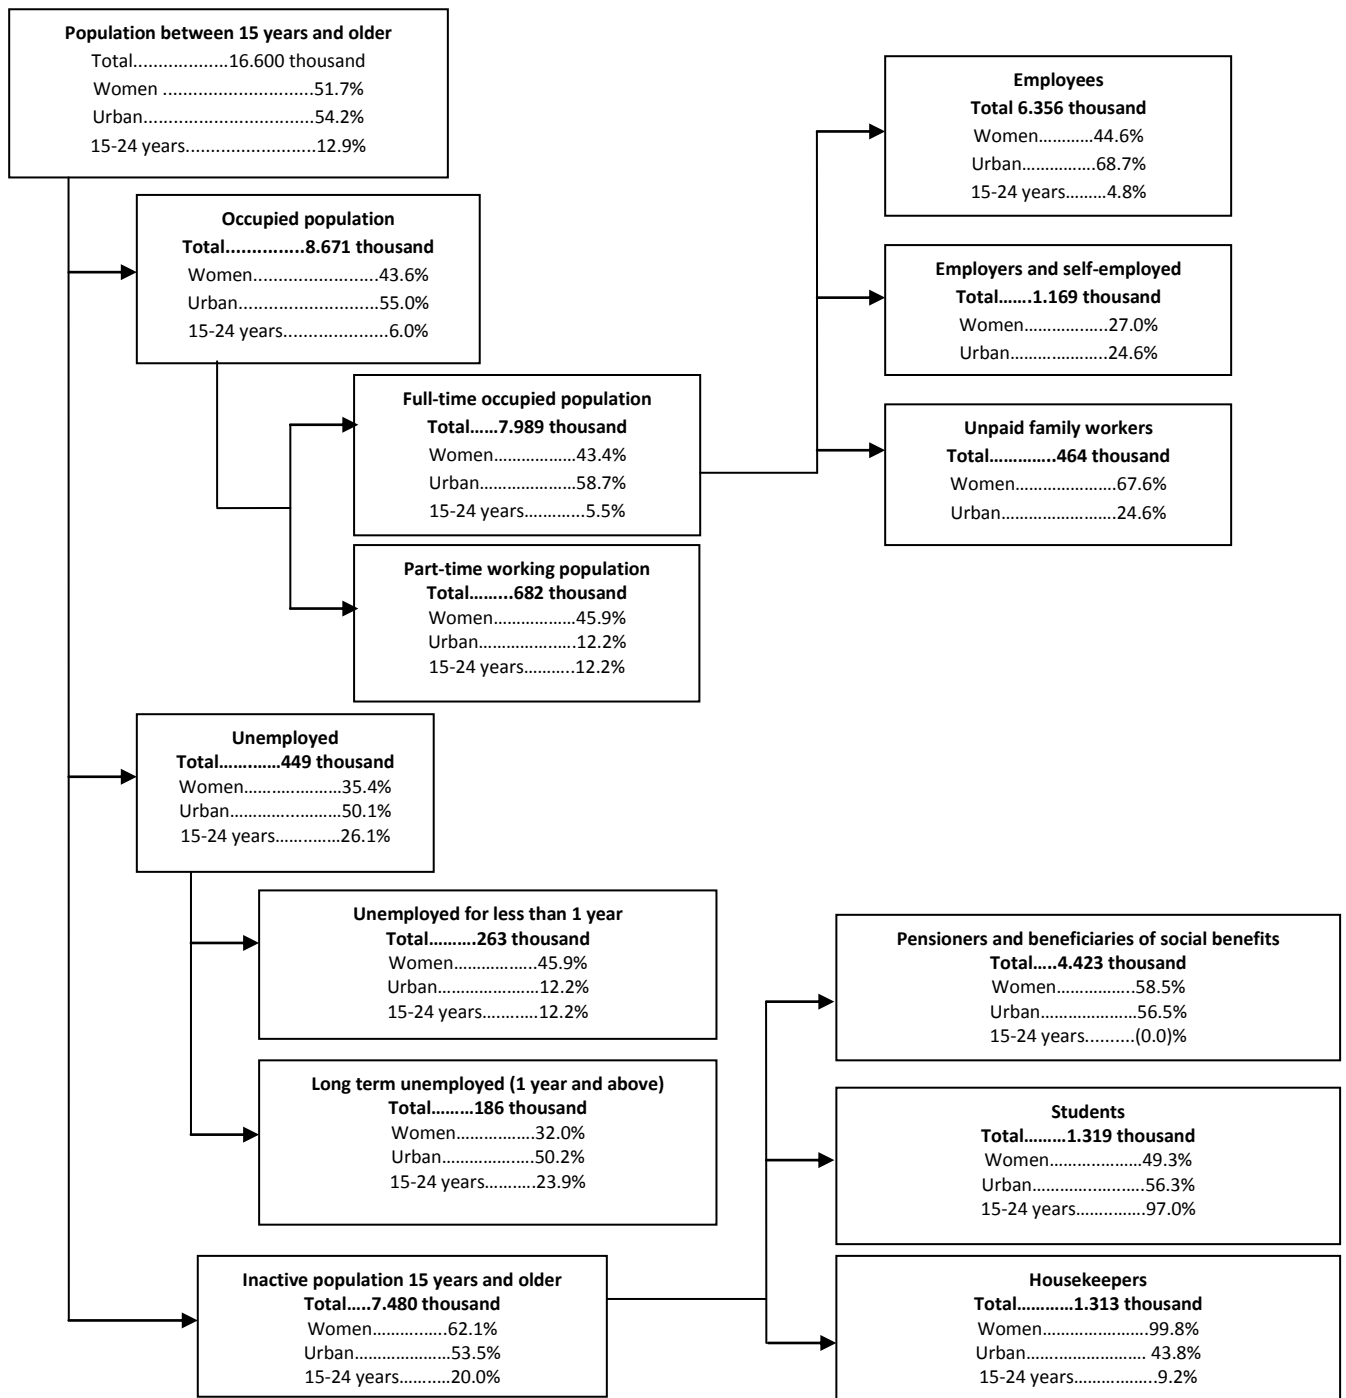 Population between 15 years and older
Total...................16.600 thousand
Women ..............................51.7%
Urban..................................54.2%
15-24 years..........................12.9%
Occupied population
Total................8.671 thousand
Women.........................43.6%
Urban............................55.0%
15-24 years.....................6.0%
Full-time occupied population
Total……7.989 thousand
Women………………43.4%
Urban…………………58.7%
15-24 years….………5.5%
Part-time working population
Total……...682 thousand
Women………………45.9%
Urban……………......12.2%
15-24 years………..12.2%
Employees
Total 6.356 thousand
Women…………44.6%
Urban…………….68.7%
15-24 years………4.8%
Employers and self-employed
Total…….1.169 thousand
Women……………...27.0%
Urban…………………..24.6%
Unpaid family workers
Total…………..464 thousand
Women………………….67.6%
Urban…………………….24.6%
Unemployed
Total……..……449 thousand
Women………..………35.4%
Urban…………...………50.1%
15-24 years……..……26.1%
Unemployed for less than 1 year
Total……….263 thousand
Women……………...45.9%
Urban………………….12.2%
15-24 years….……..12.2%
Long term unemployed (1 year and above)
Total………186 thousand
Women……..…….32.0%
Urban………………..50.2%
15-24 years………..23.9%
Inactive population 15 years and older
Total…..7.480 thousand
Women……...…..62.1%
Urban………………53.5%
15-24 years……….20.0%
Pensioners and beneficiaries of social benefits
Total…..4.423 thousand
Women……………..58.5%
Urban…………………56.5%
15-24 years..........(0.0)%
Students
Total………1.319 thousand
Women………..………49.3%
Urban……………..……..56.3%
15-24 years……..…….97.0%
Housekeepers
Total………..1.313 thousand
Women………………...99.8%
Urban…………………. 43.8%
15-24 years……………..9.2%